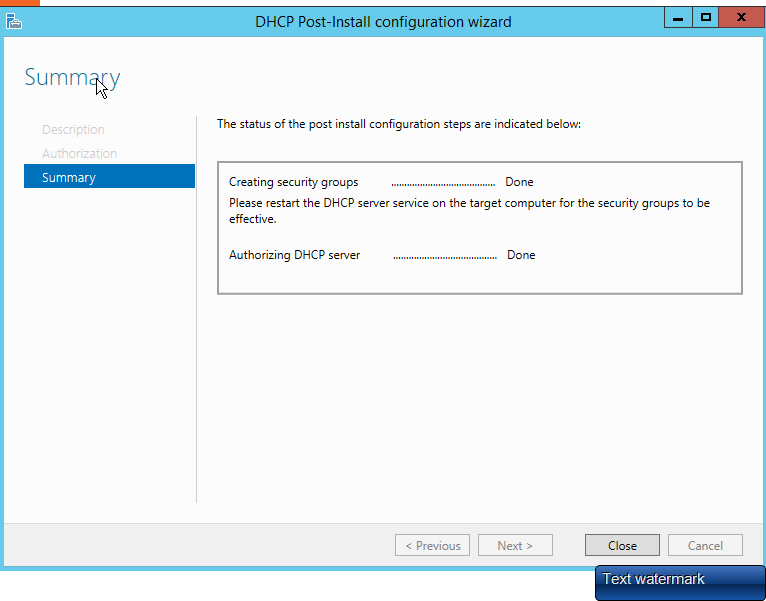 DHCP Post-Install configuration wizard
Summary
Description
Authorization
Summary
The status of the post install configuration steps are indicated below:
Creating security groups ........................................ Done
Please restart the DHCP server service on the target computer for the security groups to be
effective.
Authorizing DHCP server ........................................ Done
< Previous
Next >
Close
Cancel
Text watermark